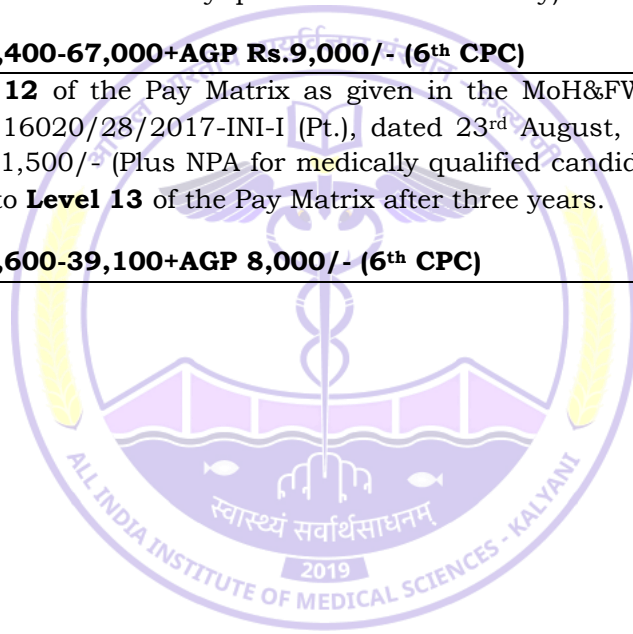 ,400-67,000+AGP Rs.9,000/- (6th CPC)
12 of the Pay Matrix as given in the MoH&FW
16020/28/2017-INI-I (Pt.), dated 23rd August,
1,500/- (Plus NPA for medically qualified candid
to Level 13 of the Pay Matrix after three years.
,600-39,100+AGP 8,000/- (6th CPC)
स्वास्थ्यं सर्वार्थसाधनम्
2019
ALL INDIA INSTITUTE OF MEDICAL SCIENCES - KALYANI